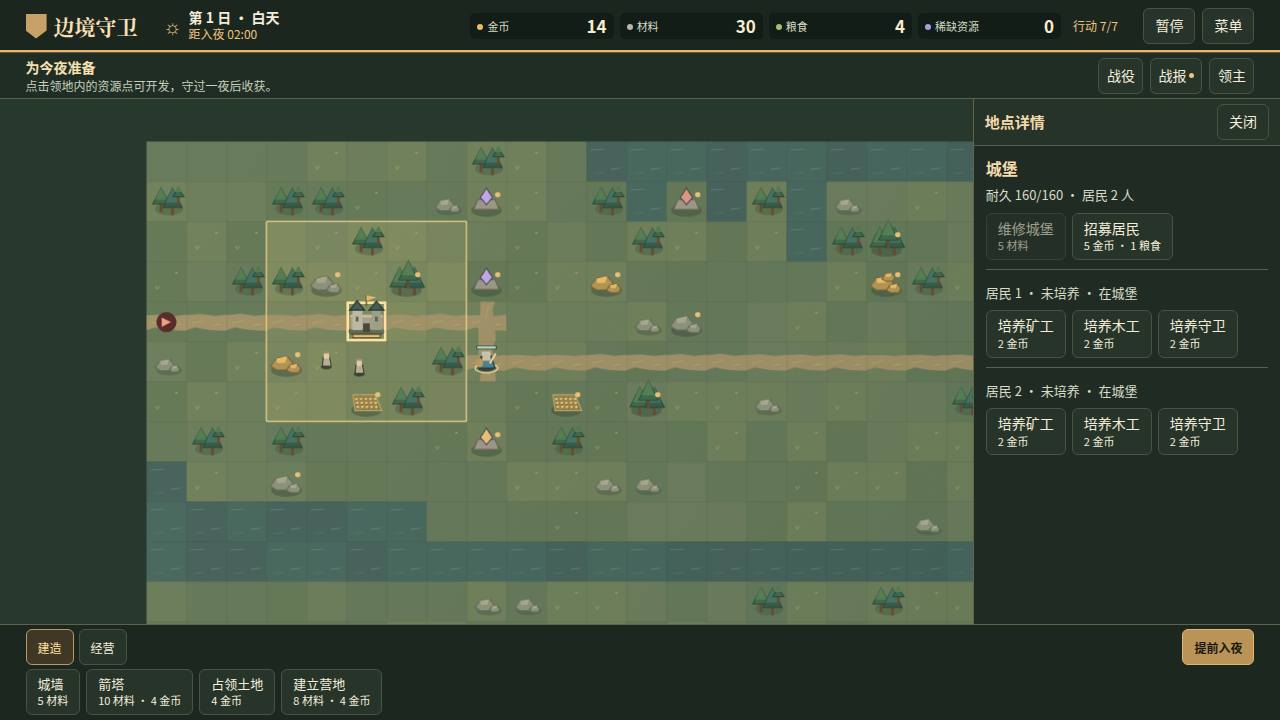 边境守卫
第 1 日 · 白天
距入夜 02:00
金币 14
材料 30
粮食 4
稀缺资源 0
行动 7/7
暂停
菜单
为今夜准备
点击领地内的资源点可开发，守过一夜后收获。
战役
战报
领主
地点详情
关闭
城堡
耐久 160/160 · 居民 2 人
维修城堡
5 材料
招募居民
5 金币 · 1 粮食
居民 1 · 未培养 · 在城堡
培养矿工
2 金币
培养木工
2 金币
培养守卫
2 金币
居民 2 · 未培养 · 在城堡
培养矿工
2 金币
培养木工
2 金币
培养守卫
2 金币
建造
经营
提前入夜
城墙
5 材料
箭塔
10 材料 · 4 金币
占领土地
4 金币
建立营地
8 材料 · 4 金币